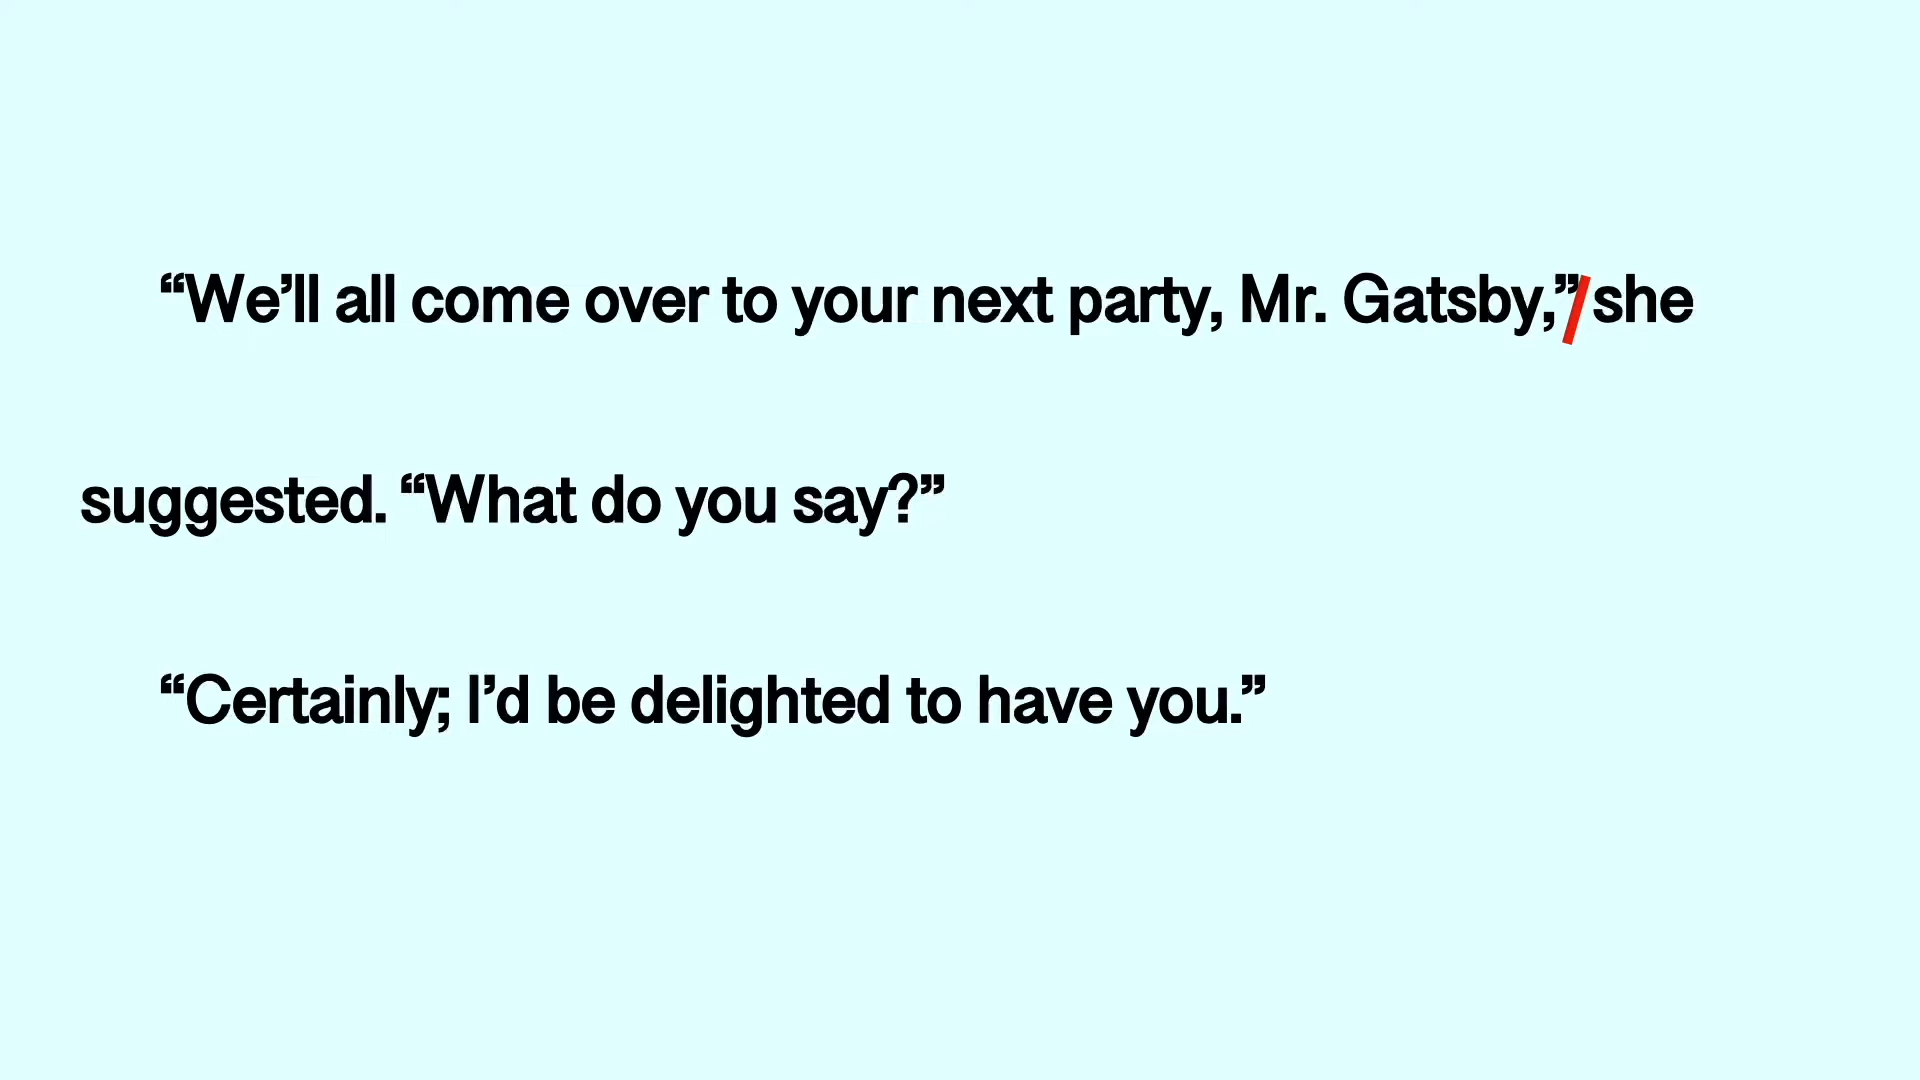 “We’ll all come over to your next party, Mr. Gatsby,”/she
suggested. “What do you say?”
“Certainly; I’d be delighted to have you.”